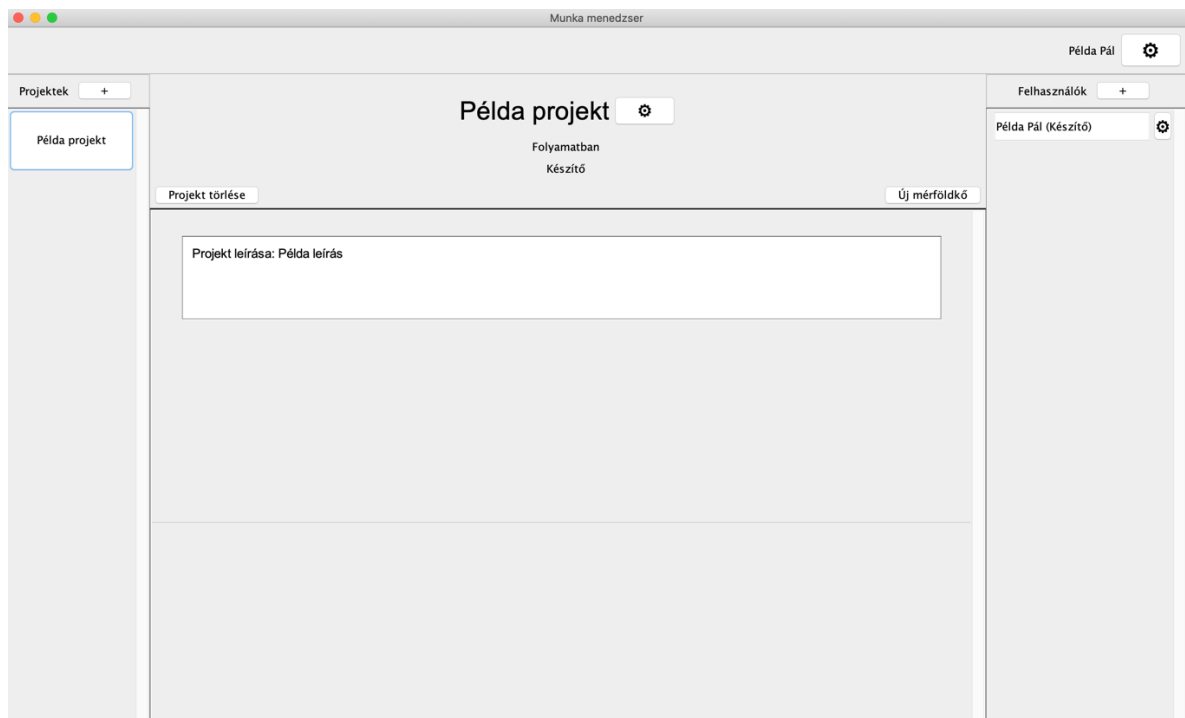 Munka menedzser
Példa Pál
Projektek +
Példa projekt
Példa projekt
Folyamatban
Készítő
Projekt törlése
Új mérföldkő
Projekt leírása: Példa leírás
Felhasználók +
Példa Pál (Készítő)